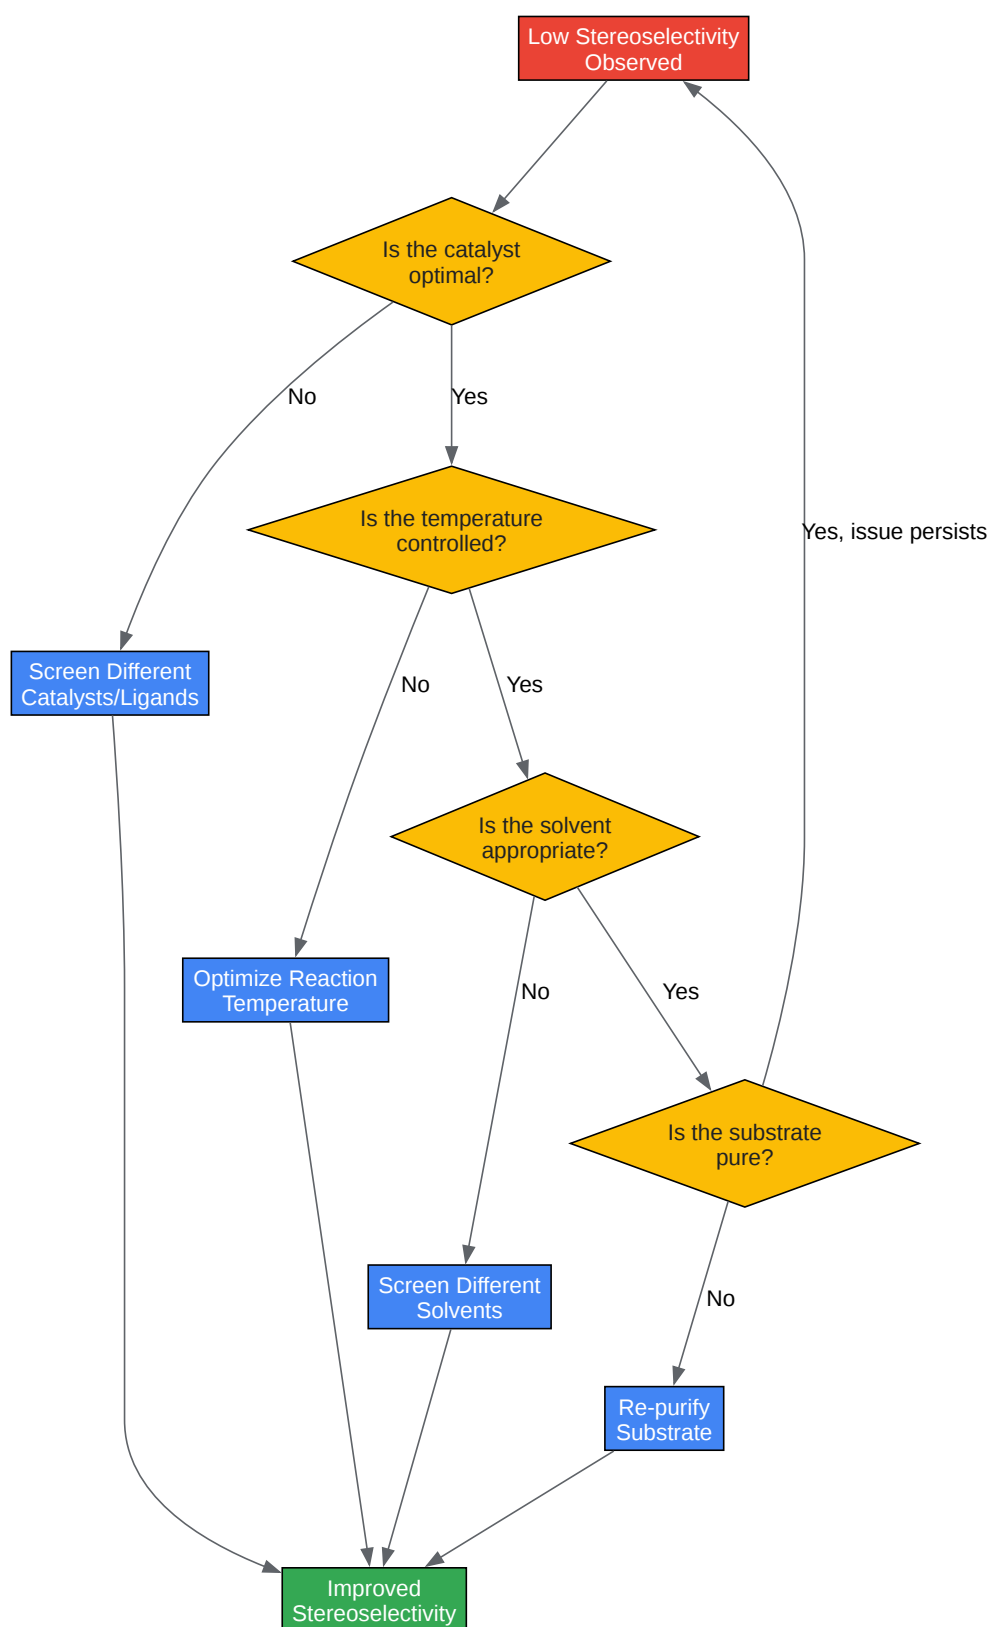 Low Stereoselectivity
Observed
Is the catalyst
optimal?
No
Yes
Is the temperature
controlled?
Yes, issue persists
Screen Different
Catalysts/Ligands
No
Yes
Is the solvent
appropriate?
Optimize Reaction
Temperature
No
Yes
Is the substrate
pure?
Screen Different
Solvents
No
Re-purify
Substrate
Improved
Stereoselectivity